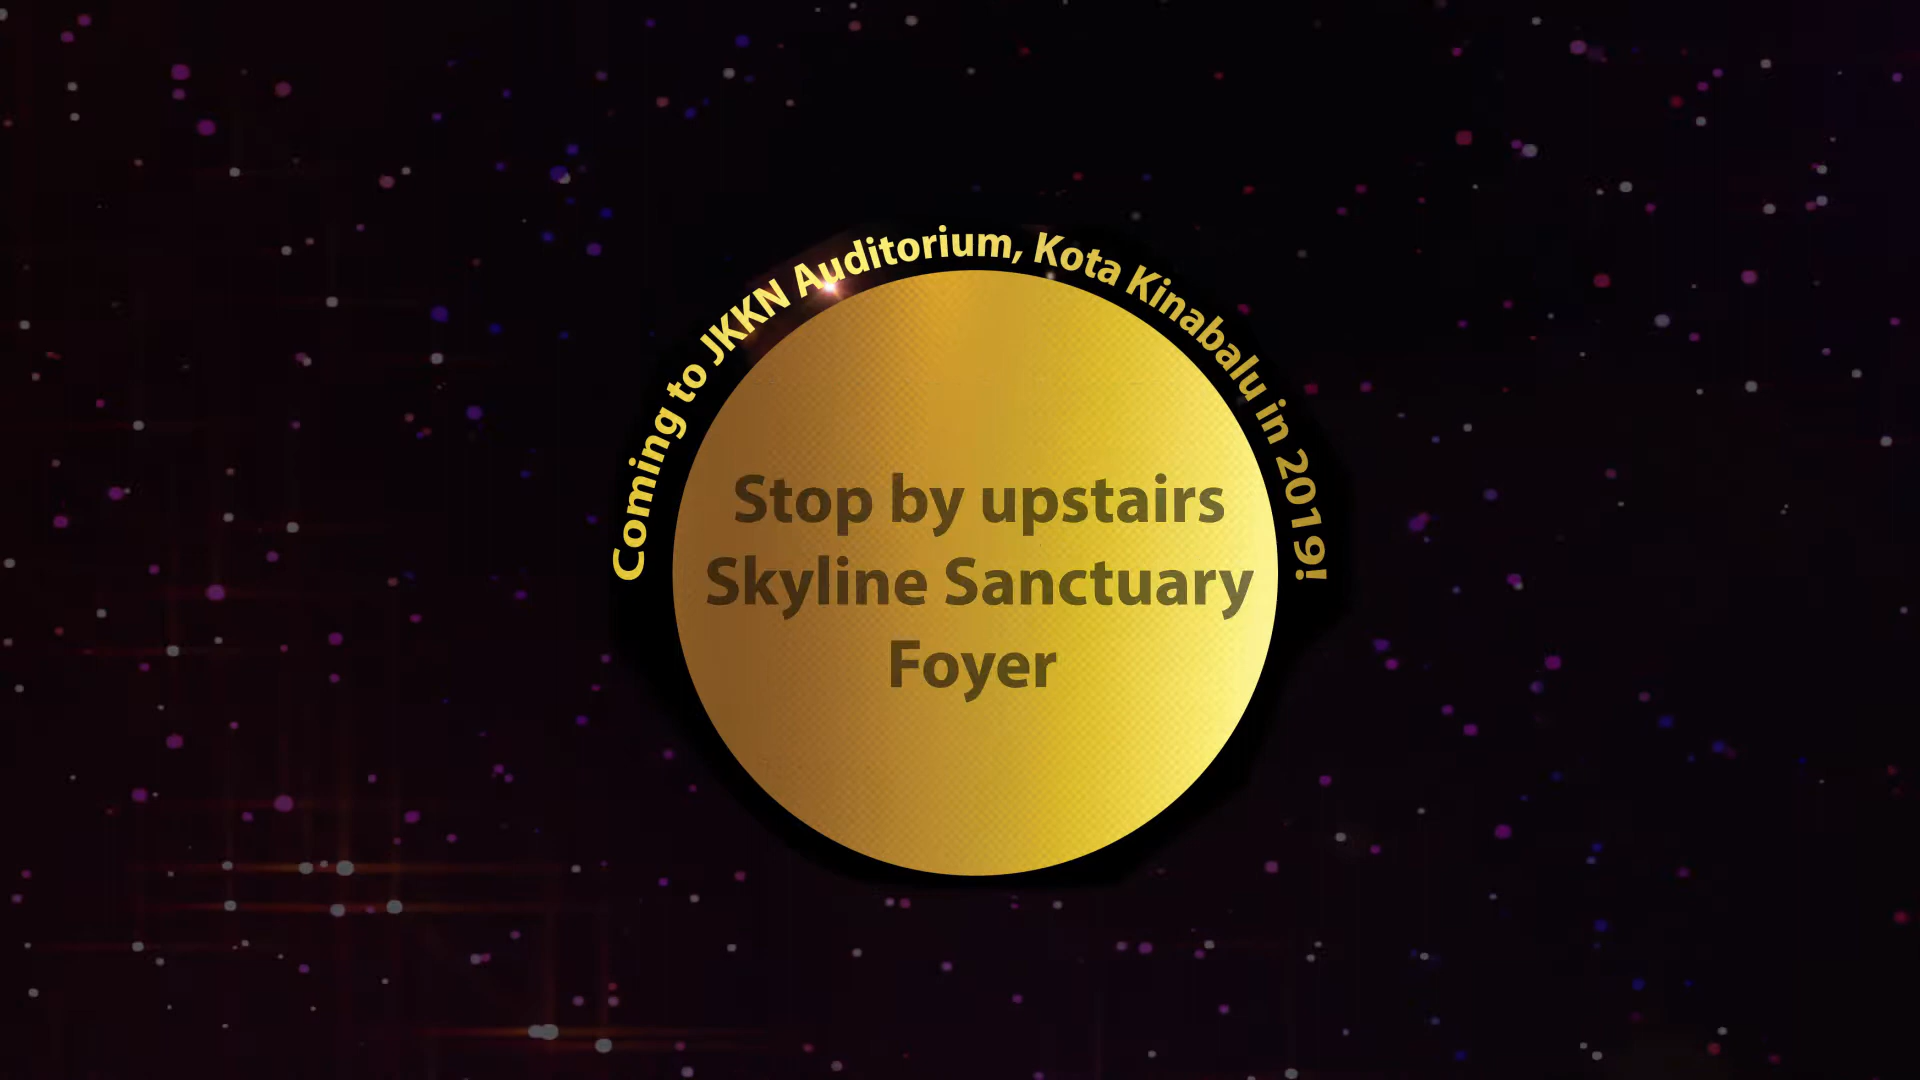 Coming to JKKN Auditorium, Kota Kinabalu in 2019!
Stop by upstairs
Skyline Sanctuary
Foyer